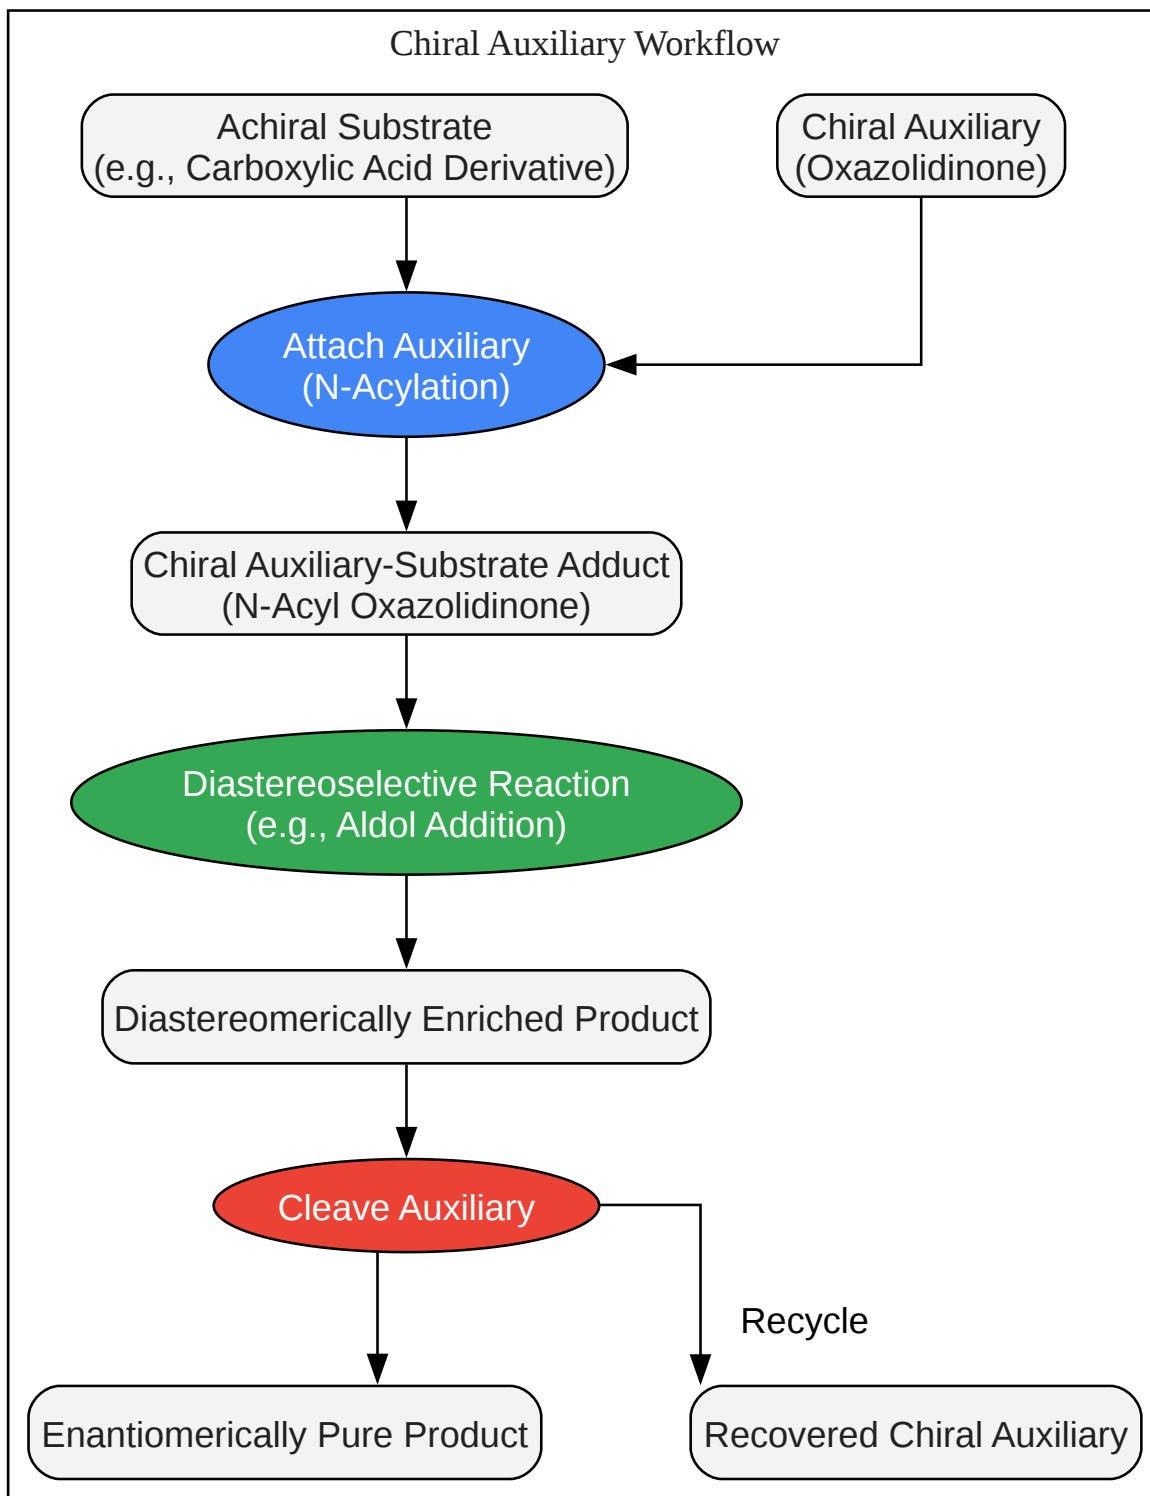 Chiral Auxiliary Workflow
Achiral Substrate
(e.g., Carboxylic Acid Derivative)
Chiral Auxiliary
(Oxazolidinone)
Attach Auxiliary
(N-Acylation)
Chiral Auxiliary-Substrate Adduct
(N-Acyl Oxazolidinone)
Diastereoselective Reaction
(e.g., Aldol Addition)
Diastereomerically Enriched Product
Cleave Auxiliary
Recycle
Enantiomerically Pure Product
Recovered Chiral Auxiliary